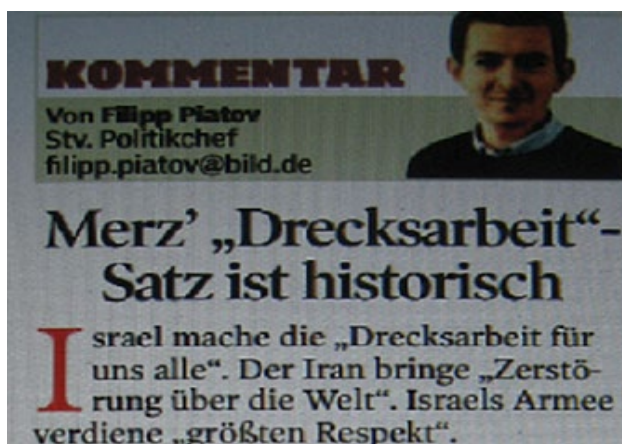 KOMMENTAR
Von Filipp Piatov
Stv. Politikchef
filipp.piatov@bild.de
Merz’ „Drecksarbeit“-
Satz ist historisch
Israel mache die „Drecksarbeit für
uns alle“. Der Iran bringe „Zerstö-
rung über die Welt“. Israels Armee
verdiene „größten Respekt“.